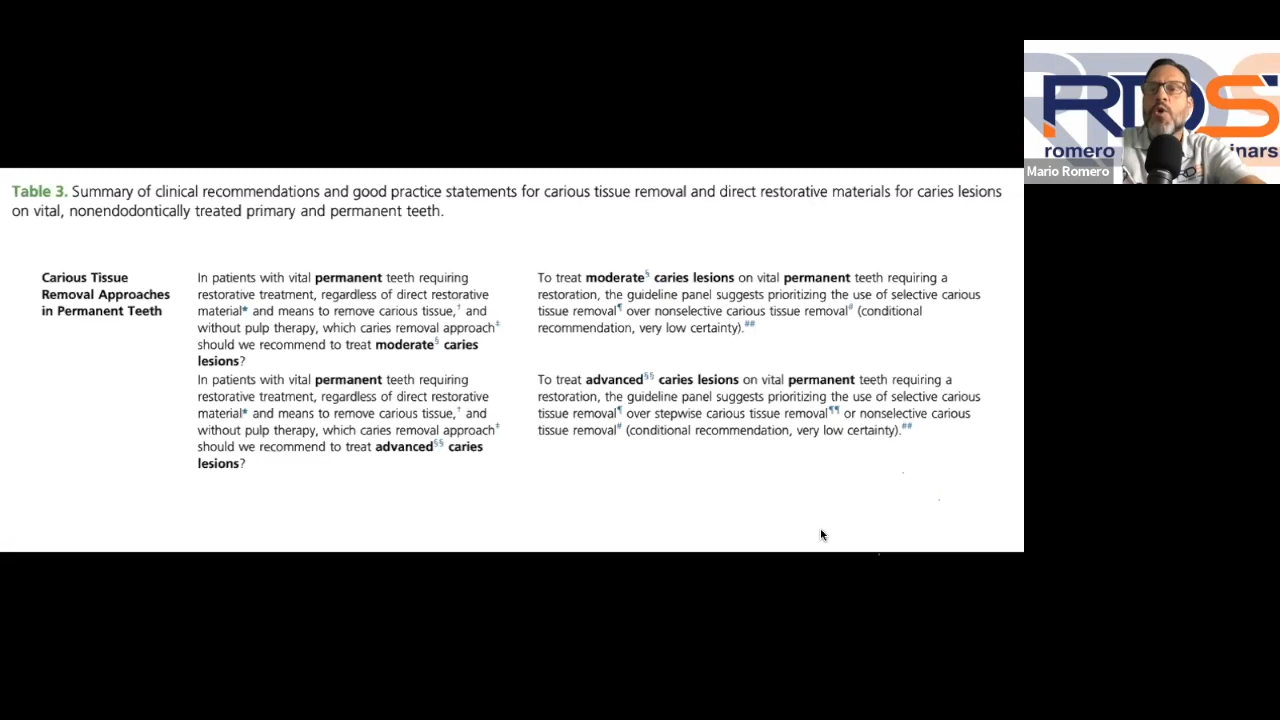 RDS
romero
inars
Mario Romero
Table 3. Summary of clinical recommendations and good practice statements for carious tissue removal and direct restorative materials for caries lesions
on vital, nonendodontically treated primary and permanent teeth.
Carious Tissue
Removal Approaches
in Permanent Teeth
In patients with vital permanent teeth requiring
restorative treatment, regardless of direct restorative
material* and means to remove carious tissue,† and
without pulp therapy, which caries removal approach‡
should we recommend to treat moderate§ caries
lesions?
To treat moderate§ caries lesions on vital permanent teeth requiring a
restoration, the guideline panel suggests prioritizing the use of selective carious
tissue removal¶ over nonselective carious tissue removal# (conditional
recommendation, very low certainty).##
In patients with vital permanent teeth requiring
restorative treatment, regardless of direct restorative
material* and means to remove carious tissue,† and
without pulp therapy, which caries removal approach‡
should we recommend to treat advanced§§ caries
lesions?
To treat advanced§§ caries lesions on vital permanent teeth requiring a
restoration, the guideline panel suggests prioritizing the use of selective carious
tissue removal¶ over stepwise carious tissue removal¶¶ or nonselective carious
tissue removal# (conditional recommendation, very low certainty).##